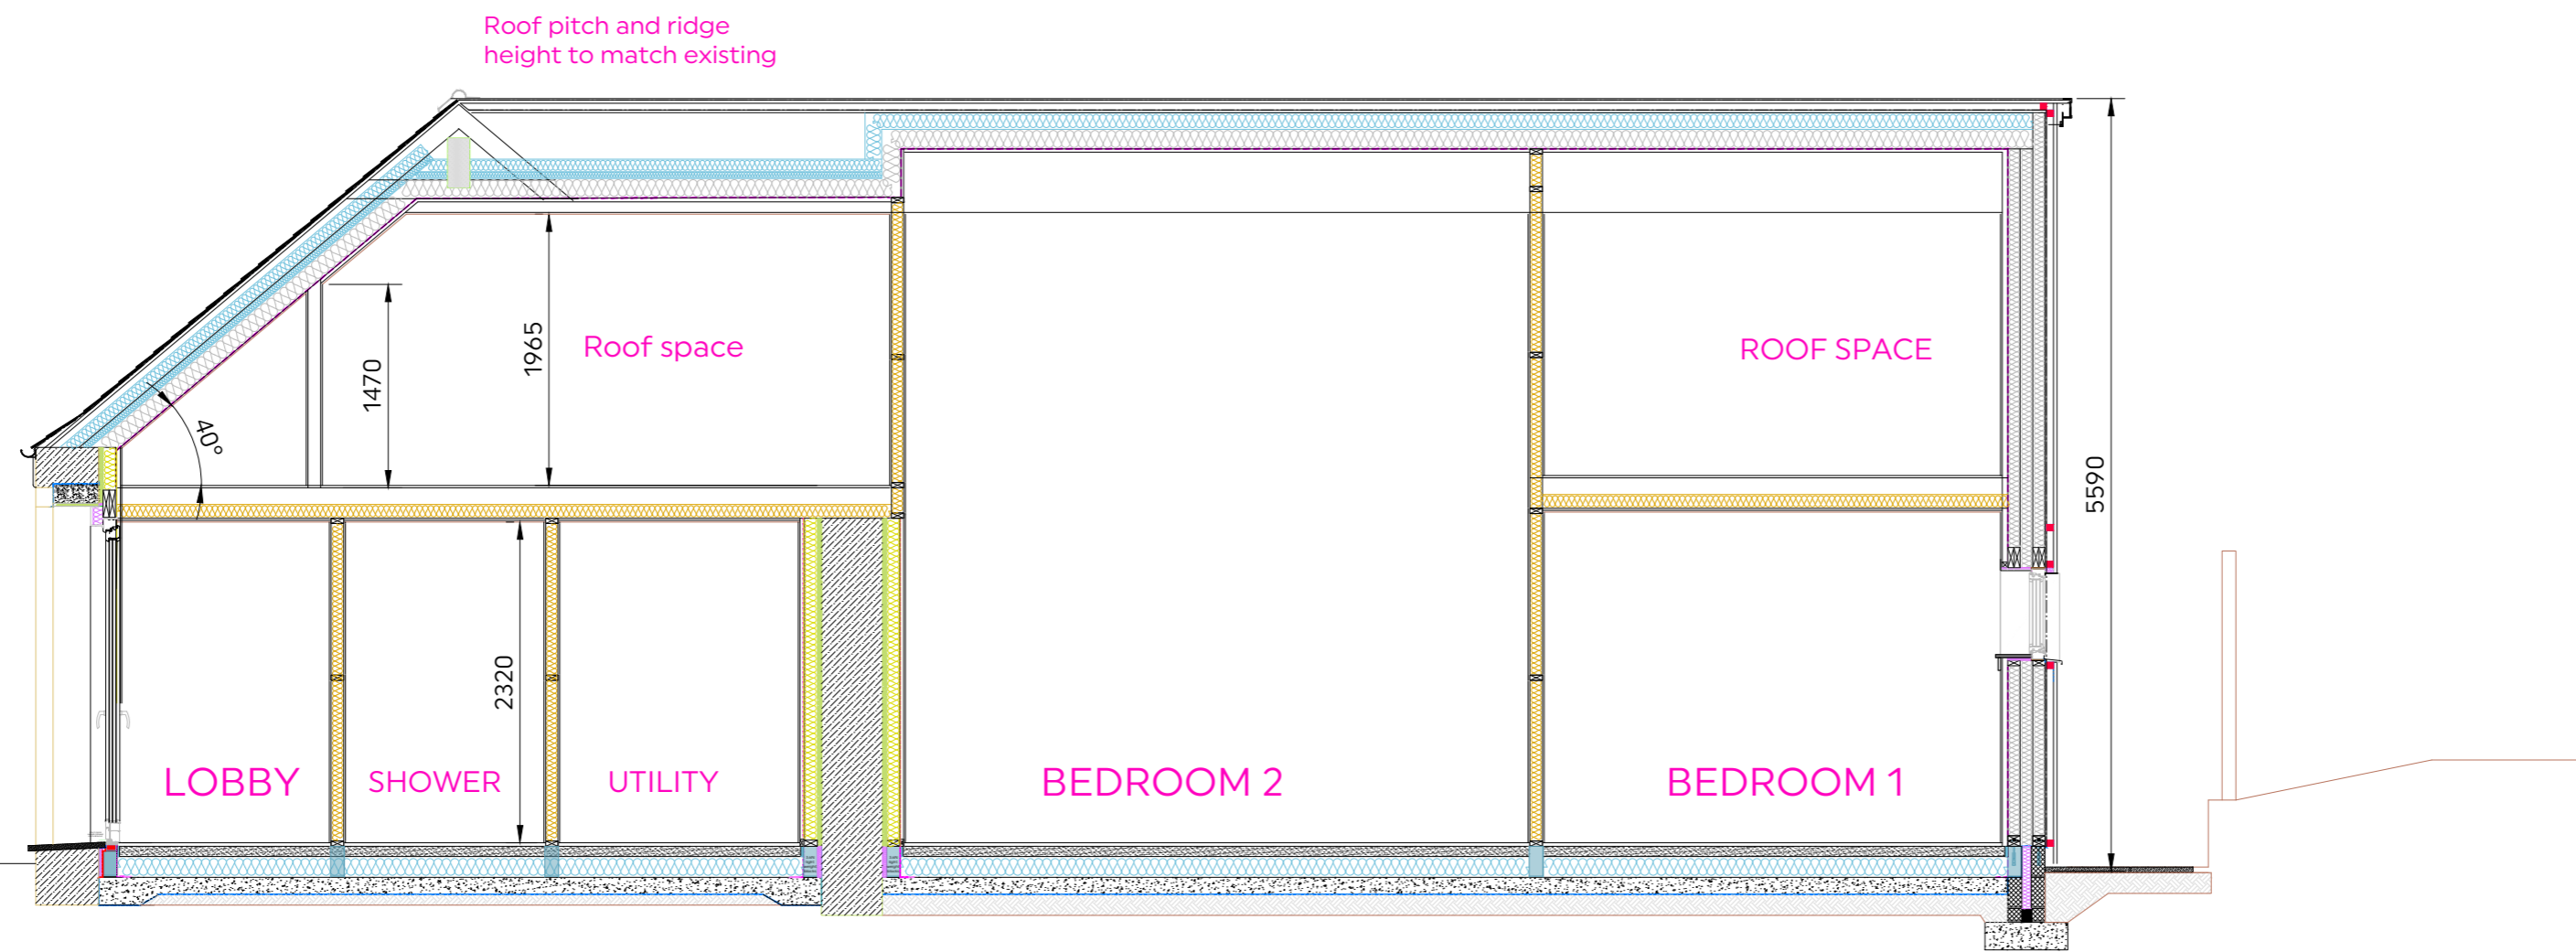 Roof pitch and ridge
height to match existing
1965
Roof space
ROOF SPACE
1470
40°
5590
2320
LOBBY
SHOWER
UTILITY
BEDROOM 2
BEDROOM 1